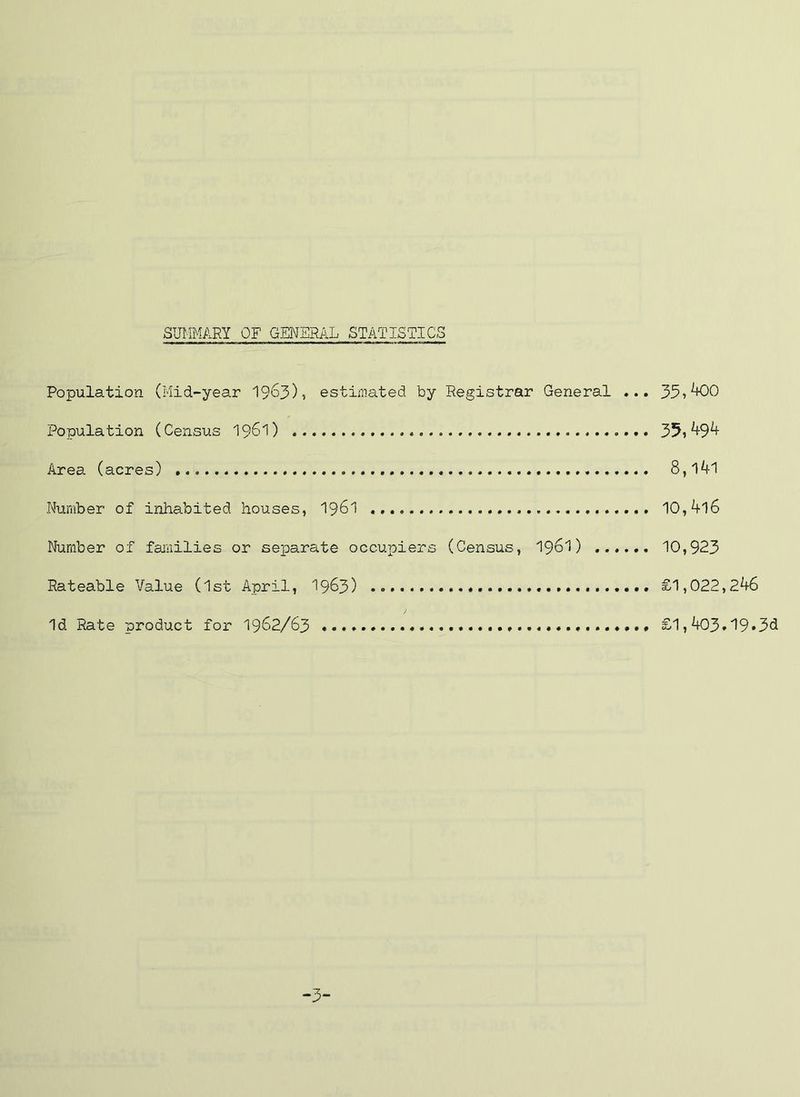 SUMMARY OF GENERAL STATISTICS
Population (Mid-year 1963), estimated by Registrar General ... 35,400
Population (Census 1961) ..................................... 35,494
Area (acres) ................................................. 8,141
Number of inhabited houses, 1961 ............................. 10,416
Number of families or separate occupiers (Census, 1961) ...... 10,923
Rateable Value (1st April, 1963) ............................. £1,022,246
1d Rate product for 1962/63 .................................. £1,403.19.3d
-3-